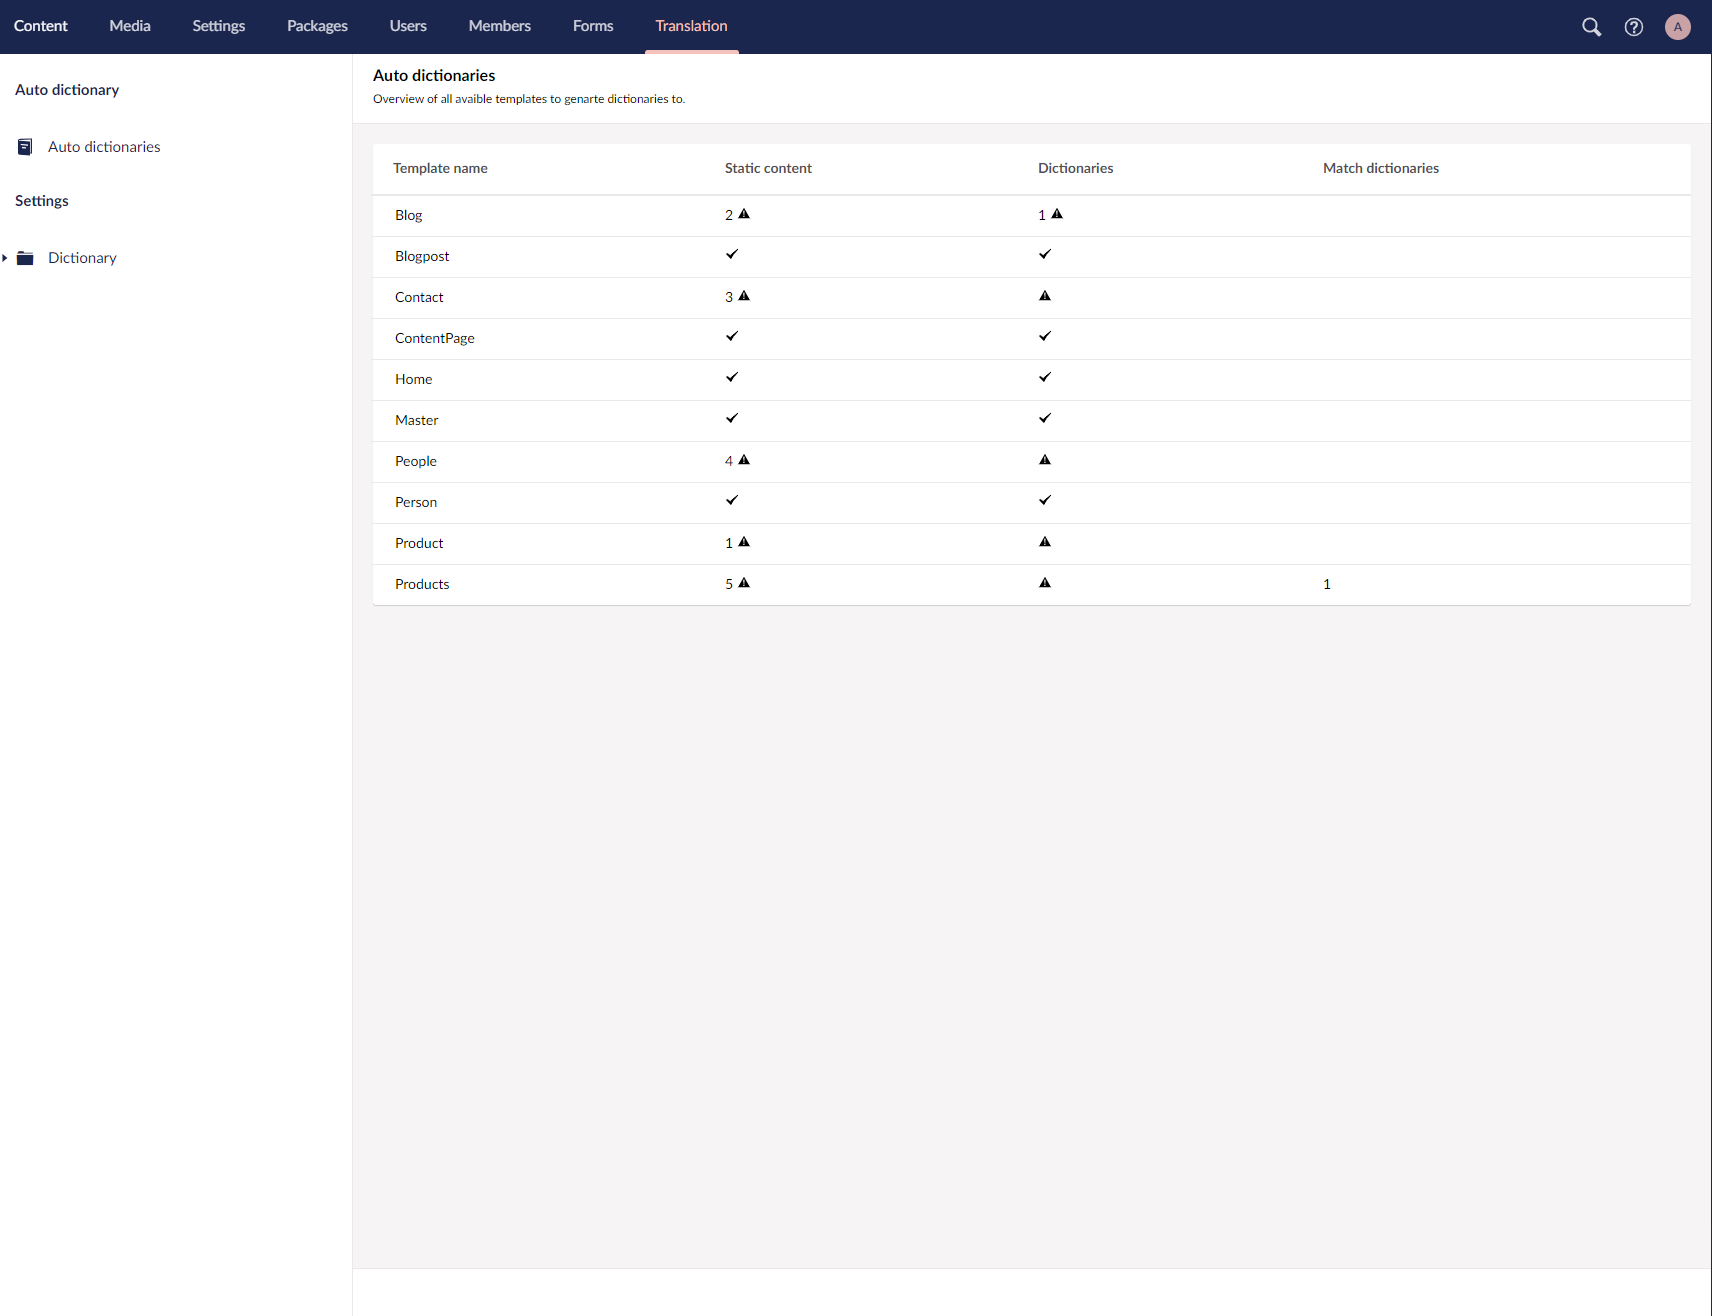 Content Media Settings Packages Users Members Forms Translation A
Auto dictionary
Auto dictionaries
Settings
Dictionary
Auto dictionaries
Overview of all avaible templates to genarte dictionaries to.
Template name Static content Dictionaries Match dictionaries
Blog 2 1
Blogpost
Contact 3
ContentPage
Home
Master
People 4
Person
Product 1
Products 5 1